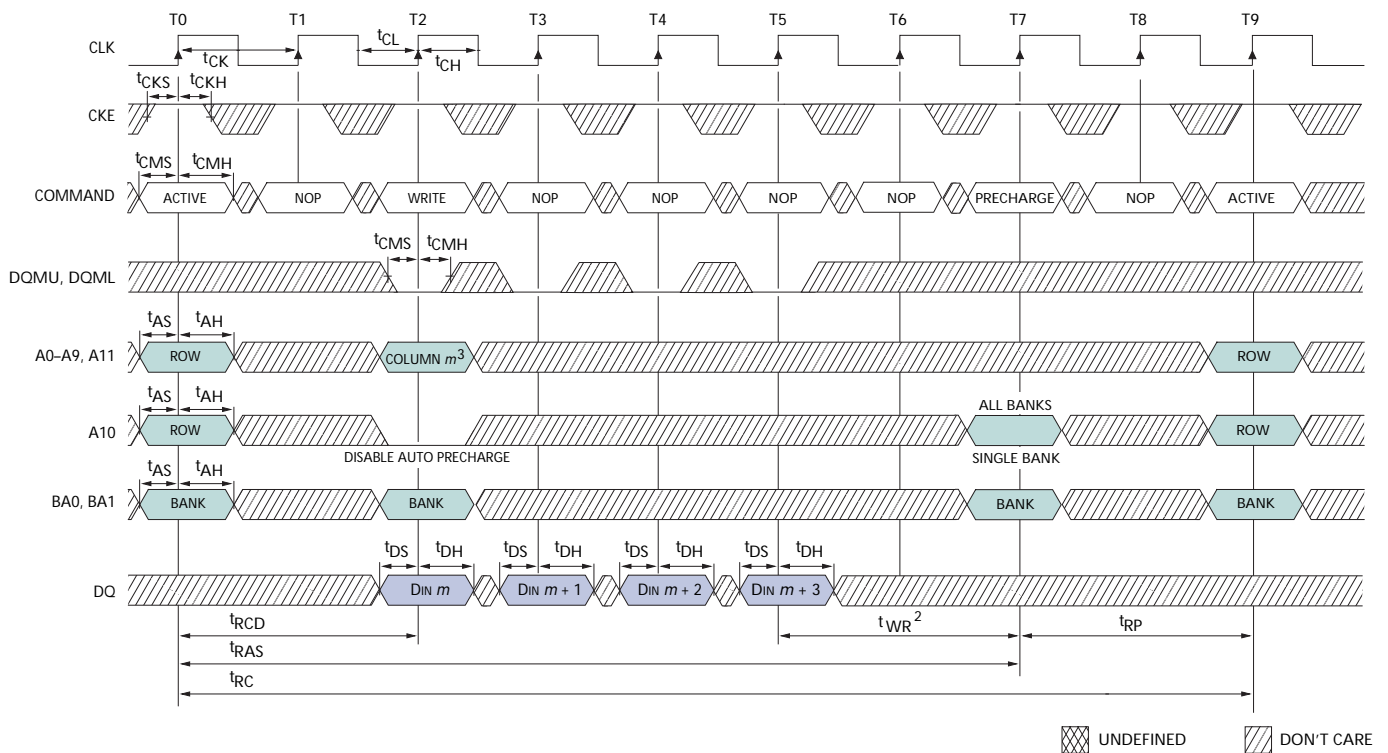 T0 T1 T2 T3 T4 T5 T6 T7 T8 T9
CLK
tCK tCL tCH
tCKS tCKH
CKE
tCMS tCMH
COMMAND ACTIVE NOP WRITE NOP NOP NOP NOP PRECHARGE NOP ACTIVE
tCMS tCMH
DQMU, DQML
tAS tAH
A0–A9, A11 ROW COLUMN m3 ROW
tAS tAH ALL BANKS
A10 ROW ROW
DISABLE AUTO PRECHARGE SINGLE BANK
tAS tAH
BA0, BA1 BANK BANK BANK BANK
tDS tDH tDS tDH tDS tDH tDS tDH
DQ DIN m DIN m + 1 DIN m + 2 DIN m + 3
tRCD tWR2 tRP
tRAS
tRC
UNDEFINED DON'T CARE